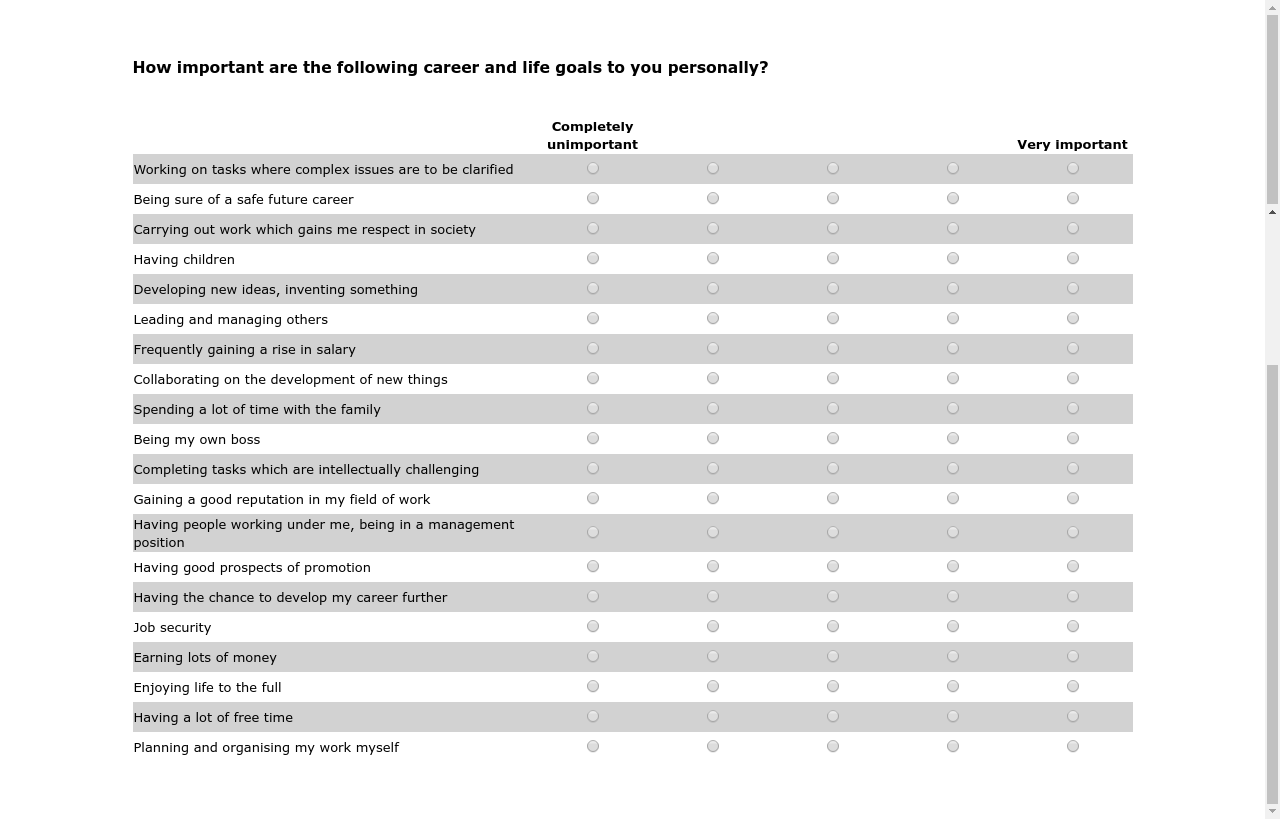 How important are the following career and life goals to you personally?
Completely
unimportant
Very important
Working on tasks where complex issues are to be clarified
Being sure of a safe future career
Carrying out work which gains me respect in society
Having children
Developing new ideas, inventing something
Leading and managing others
Frequently gaining a rise in salary
Collaborating on the development of new things
Spending a lot of time with the family
Being my own boss
Completing tasks which are intellectually challenging
Gaining a good reputation in my field of work
Having people working under me, being in a management
position
Having good prospects of promotion
Having the chance to develop my career further
Job security
Earning lots of money
Enjoying life to the full
Having a lot of free time
Planning and organising my work myself